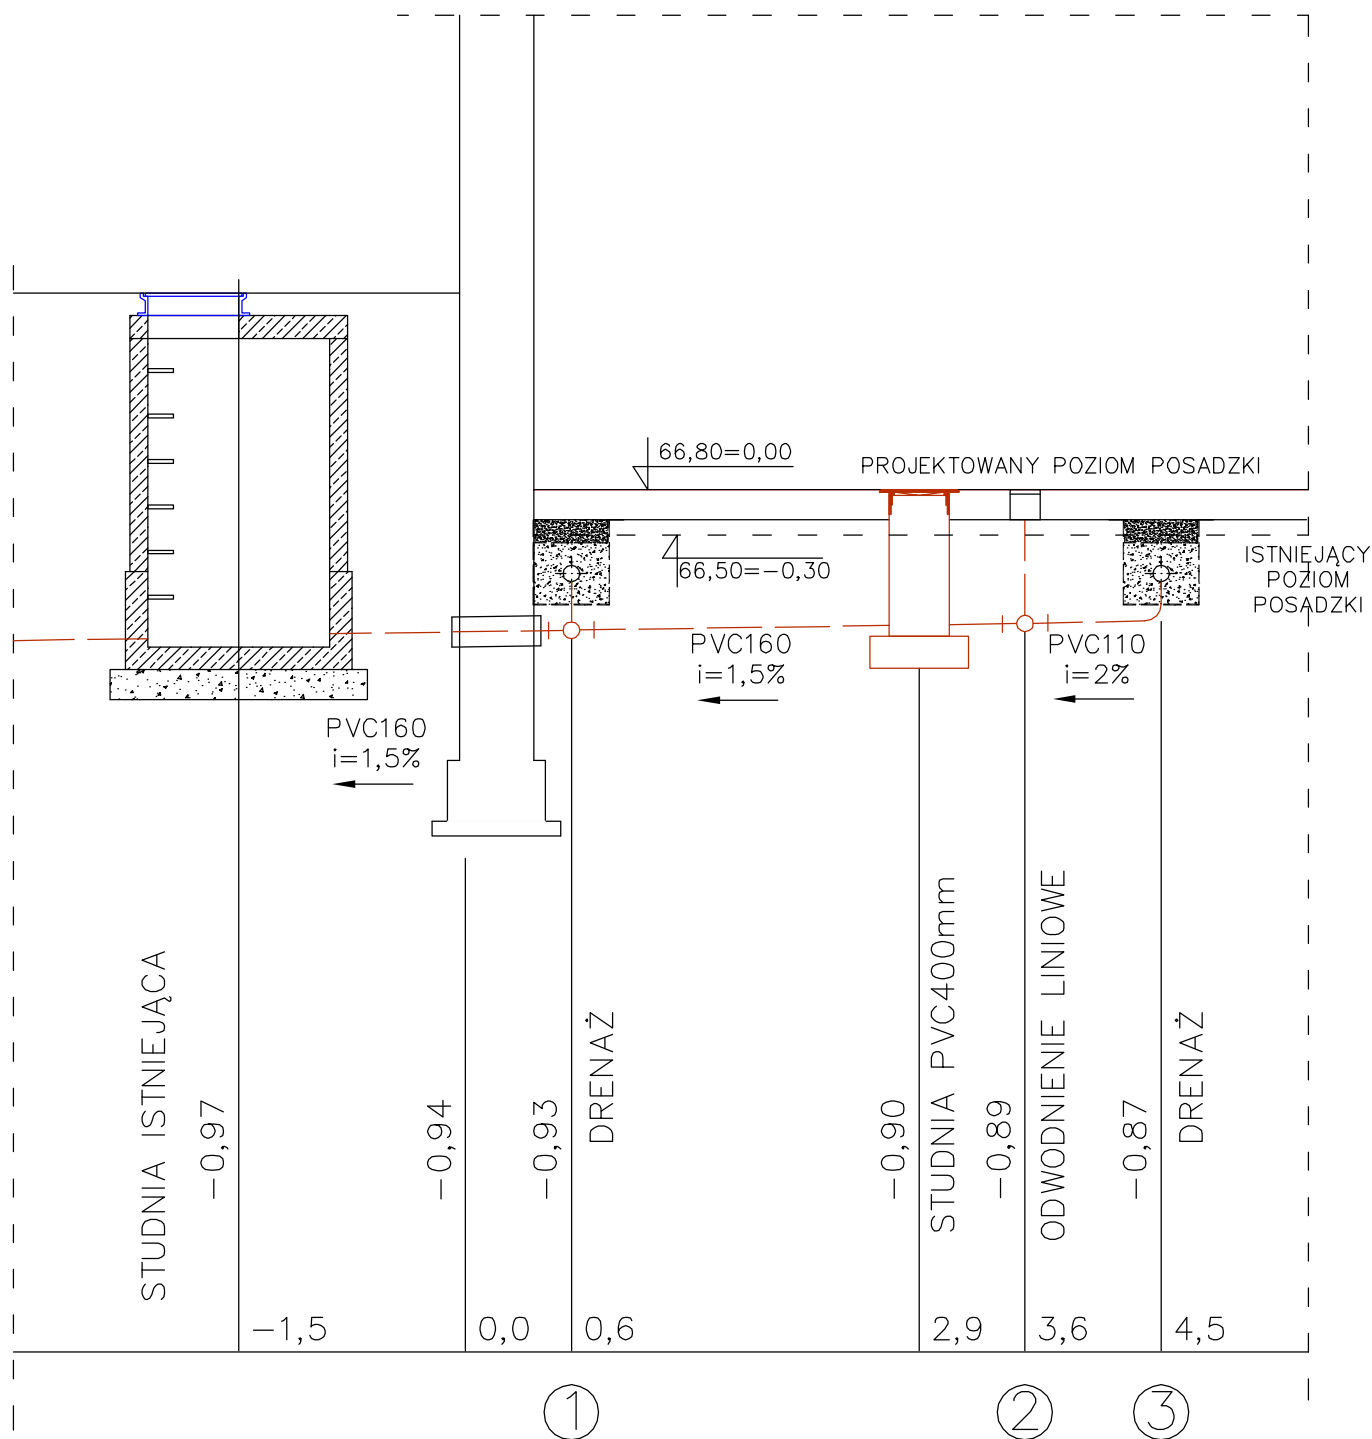 66,80=0,00
PROJEKTOWANY POZIOM POSADZKI
66,50=-0,30
ISTNIEJĄCY
POZIOM
POSADZKI
PVC160
i=1,5%
PVC110
i=2%
PVC160
i=1,5%
STUDNIA ISTNIEJĄCA
-0,97
-0,94
-0,93
DRENAŻ
-0,90
STUDNIA PVC400mm
-0,89
ODWODNIENIE LINIOWE
-0,87
DRENAŻ
-1,5
0,0
0,6
2,9
3,6
4,5
1
2
3